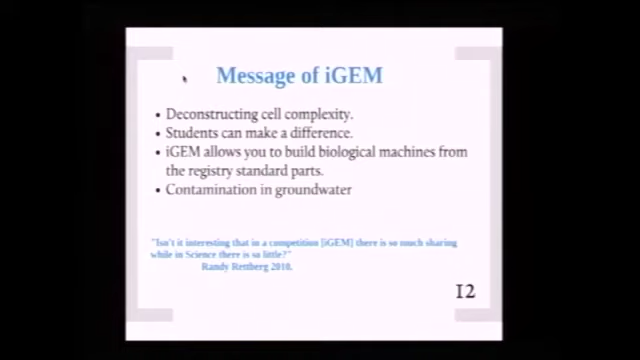 Message of iGEM
• Deconstructing cell complexity.
• Students can make a difference.
• iGEM allows you to build biological machines from
the registry standard parts.
• Contamination in groundwater
"Isn't it interesting that in a competition [iGEM] there is so much sharing
while in Science there is so little?"
Randy Rettberg 2010.
12